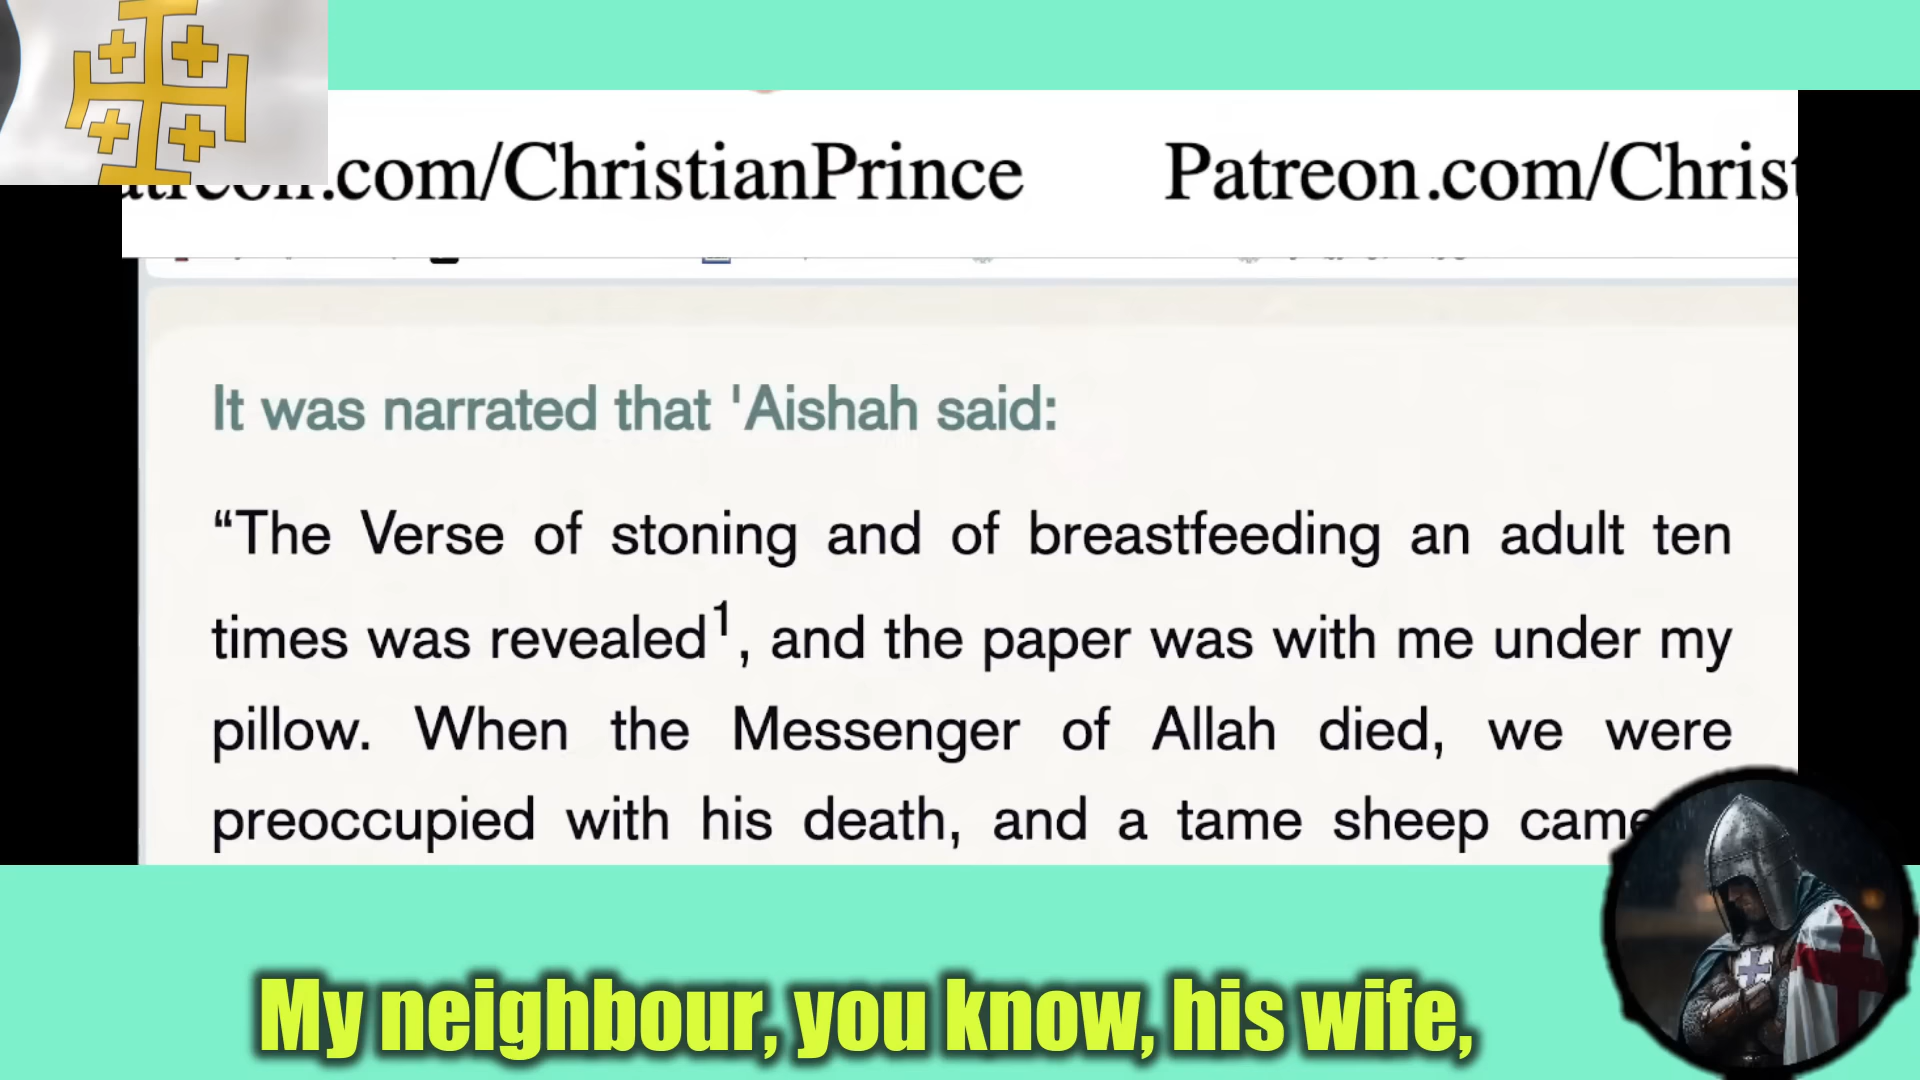 .com/ChristianPrince Patreon.com/Christ
It was narrated that 'Aishah said:
“The Verse of stoning and of breastfeeding an adult ten
times was revealed1, and the paper was with me under my
pillow. When the Messenger of Allah died, we were
preoccupied with his death, and a tame sheep came
My neighbour, you know, his wife,